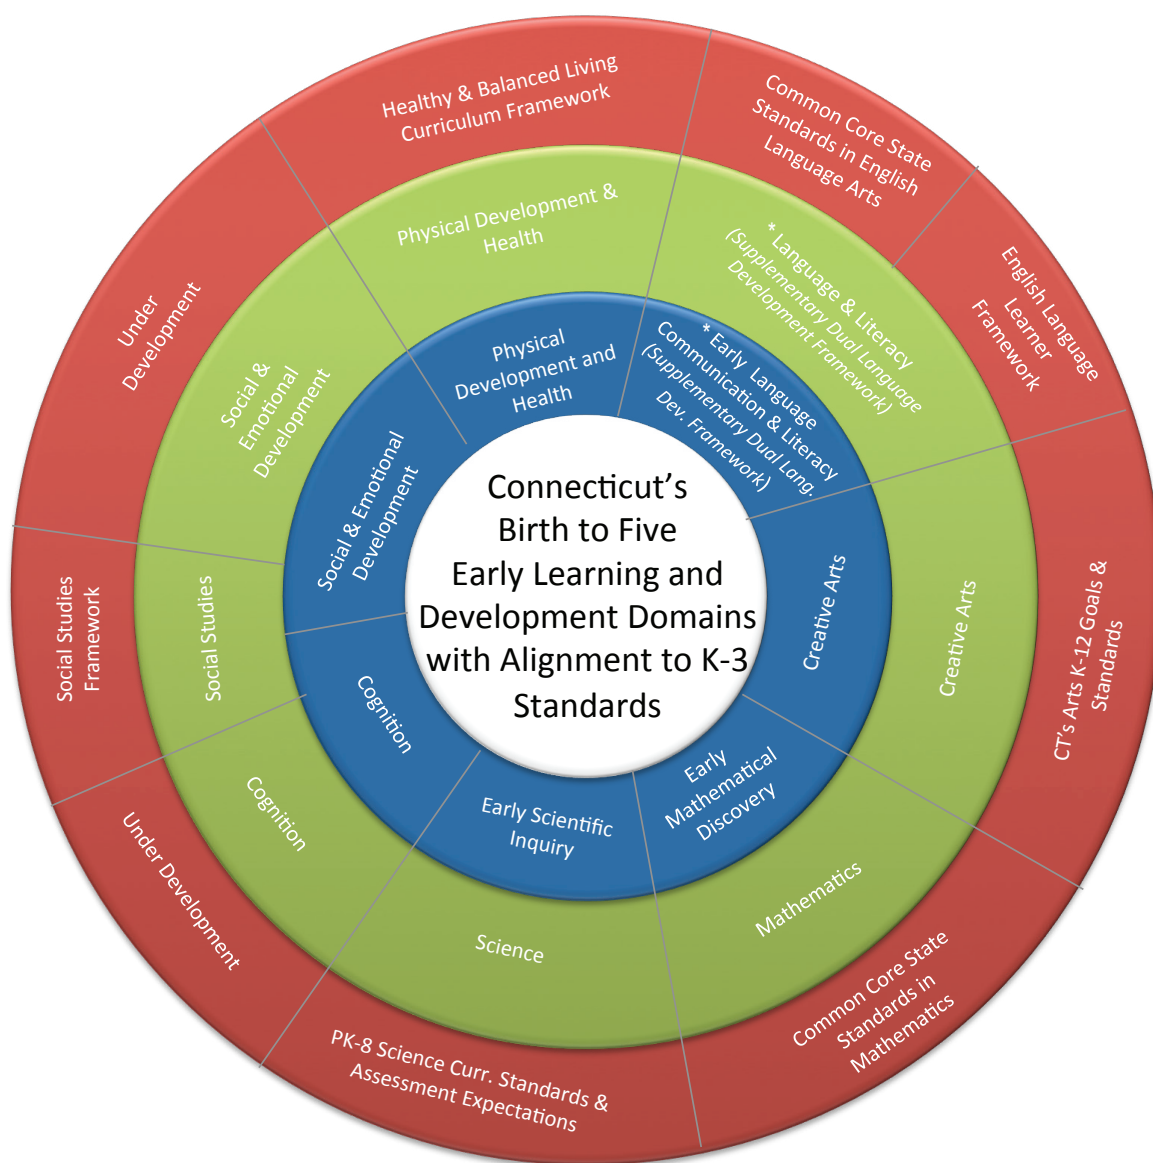 Healthy & Balanced Living
Curriculum Framework
Common Core State
Standards in English
Language Arts
English Language
Learner
Framework
CT's Arts K-12 Goals &
Standards
Common Core State
Standards in
Mathematics
PK-8 Science Curr. Standards &
Assessment Expectations
Under Development
Social Studies
Framework
Under
Development
Physical Development &
Health
* Language & Literacy
(Supplementary Dual Language
Development Framework)
Creative Arts
Mathematics
Science
Cognition
Social Studies
Social &
Emotional
Development
Physical
Development and
Health
* Early Language
Communication & Literacy
(Supplementary Dual Lang.
Dev. Framework)
Creative Arts
Early
Mathematical
Discovery
Early Scientific
Inquiry
Cognition
Social & Emotional
Development
Connecticut's
Birth to Five
Early Learning and
Development Domains
with Alignment to K-3
Standards